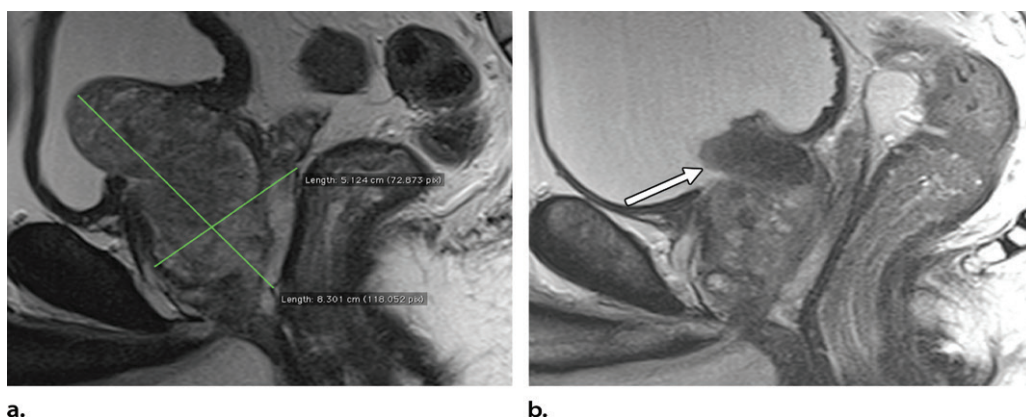 Length: 5.124 cm (72.873 pix)
Length: 8.301 cm (118.052 pix)
a.
b.